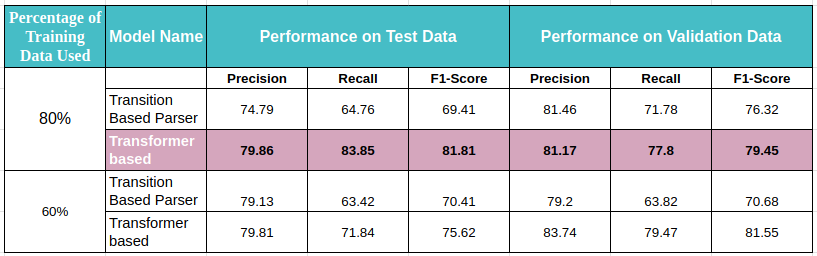 Percentage of Training Data Used Model Name Performance on Test Data Performance on Validation Data
Precision Recall F1-Score Precision Recall F1-Score
80% Transition Based Parser 74.79 64.76 69.41 81.46 71.78 76.32
Transformer based 79.86 83.85 81.81 81.17 77.8 79.45
60% Transition Based Parser 79.13 63.42 70.41 79.2 63.82 70.68
Transformer based 79.81 71.84 75.62 83.74 79.47 81.55